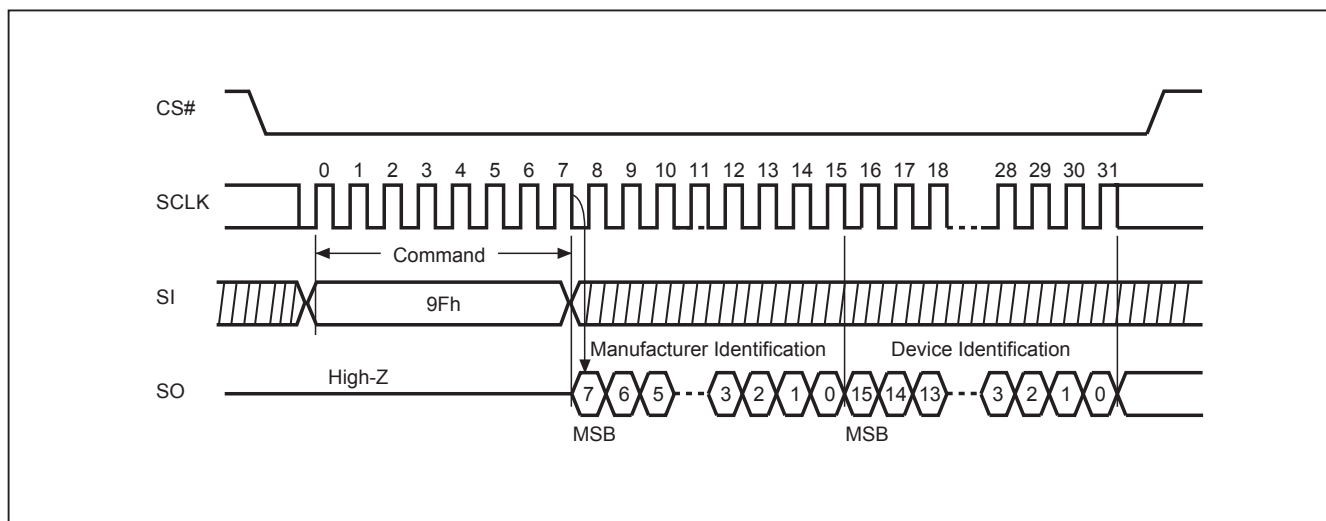 CS#
0 1 2 3 4 5 6 7 8 9 10 11 12 13 14 15 16 17 18 28 29 30 31
SCLK
Command
SI
9Fh
Manufacturer Identification Device Identification
High-Z
SO
7 6 5 3 2 1 0 15 14 13 3 2 1 0
MSB MSB